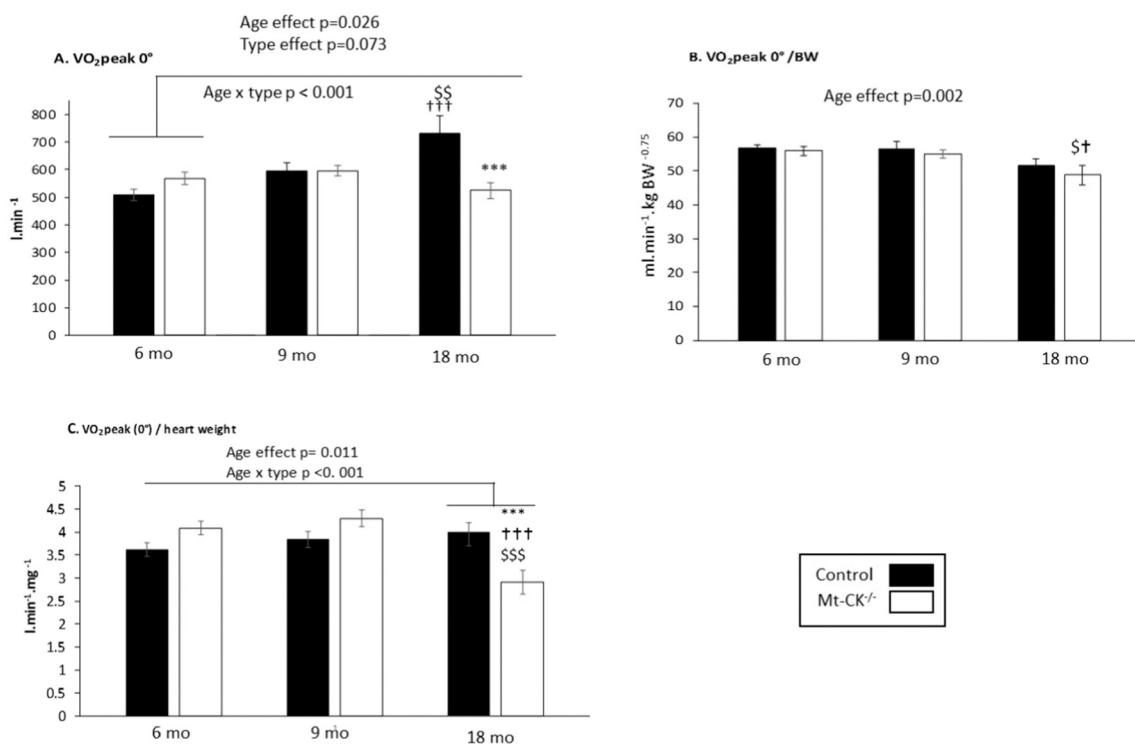 Age effect p=0.026
Type effect p=0.073
A. VO₂peak 0°
Age x type p < 0.001
$$
†††
***
800
700
600
500
400
300
200
100
0
l.min ⁻¹
6 mo
9 mo
18 mo
B. VO₂peak 0° /BW
Age effect p=0.002
$†
70
60
50
40
30
20
10
0
ml.min⁻¹.kg BW ⁻⁰·⁷⁵
6 mo
9 mo
18 mo
C. VO₂peak (0°) / heart weight
Age effect p= 0.011
Age x type p <0. 001
***
†††
$$$
5
4.5
4
3.5
3
2.5
2
1.5
1
0.5
0
l.min⁻¹.mg⁻¹
6 mo
9 mo
18 mo
Control
Mt-CK⁻/⁻